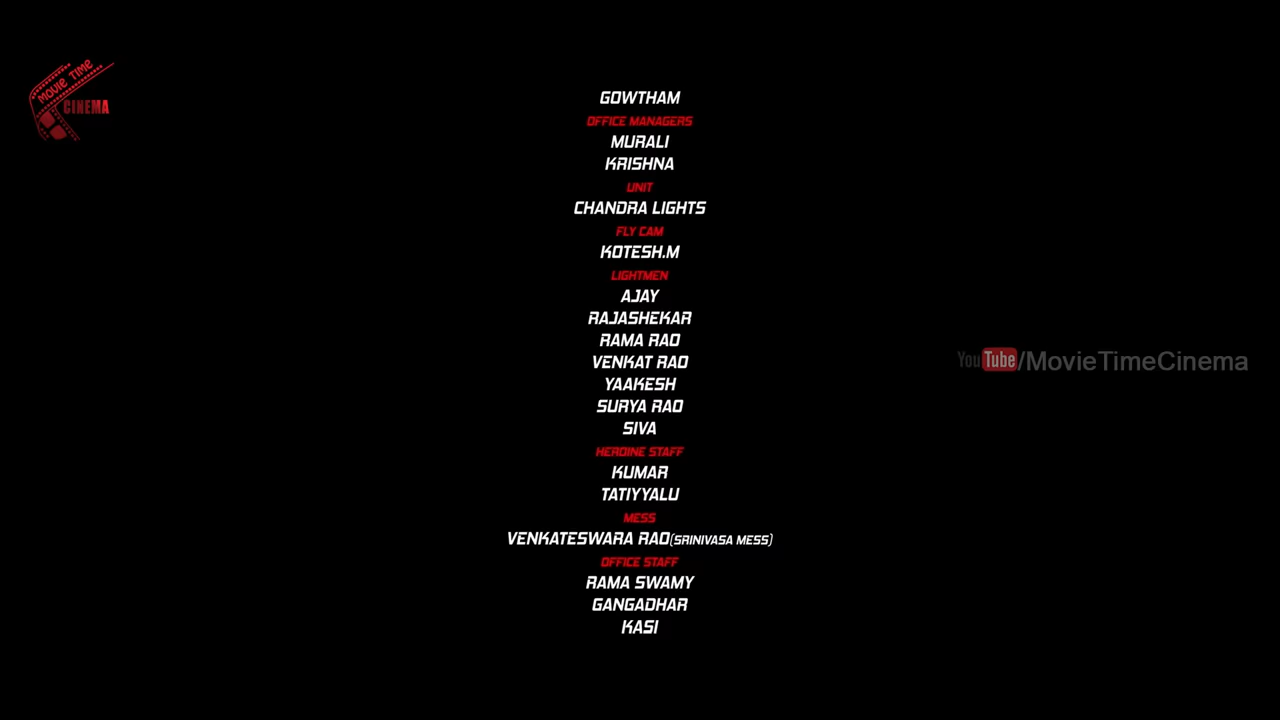 MOVIE TIME
CINEMA
GOWTHAM
OFFICE MANAGERS
MURALI
KRISHNA
UNIT
CHANDRA LIGHTS
FLY CAM
KOTESH.M
LIGHTMEN
AJAY
RAJASHEKAR
RAMA RAO
VENKAT RAO
YAAKESH
SURYA RAO
SIVA
HEROINE STAFF
KUMAR
TATIYYALU
MESS
VENKATESWARA RAO(SRINIVASA MESS)
OFFICE STAFF
RAMA SWAMY
GANGADHAR
KASI
YouTube/MovieTimeCinema